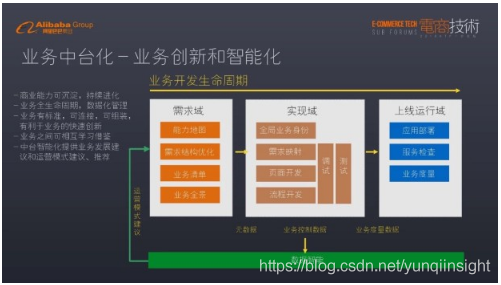 Alibaba Group
阿里巴巴集团
E-COMMERCE TECH
SUB FORUMS
電商技術
业务中台化－业务创新和智能化
业务开发生命周期
－商业能力可沉淀，持续进化
－业务全生命周期，数据化管理
－业务有标准，可连接，可组装，
有利于业务的快速创新
－业务之间可相互学习借鉴
－中台智能化提供业务发展建
议和运营模式建议、推荐
需求域
能力地图
需求结构优化
业务清单
业务全景
实现域
全局业务身份
需求映射
页面开发
流程开发
调试
测试
上线运行域
应用部署
服务检查
业务度量
运营模式建议
元数据
业务控制数据
业务度量数据
https://blog.csdn.net/yunqiinsight